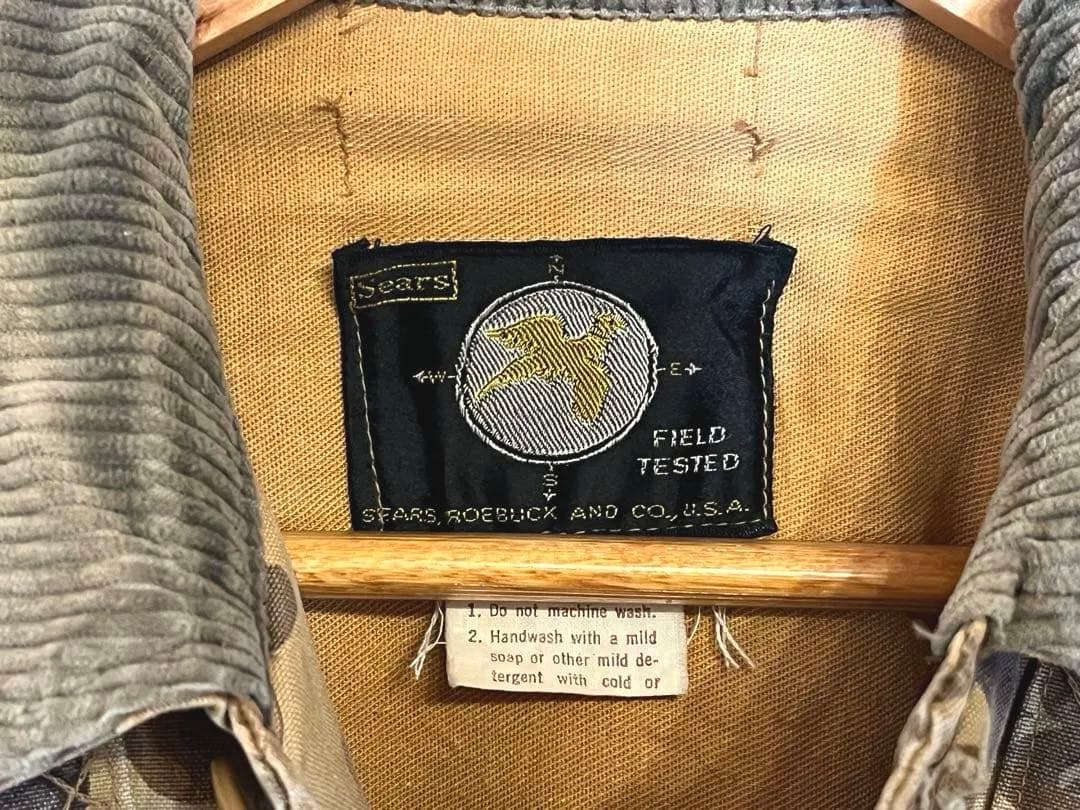 Sears
N
W
E
S
FIELD
TESTED
SEARS, ROEBUCK AND CO., U.S.A.
1. Do not machine wash.
2. Handwash with a mild
soap or other mild de-
tergent with cold or